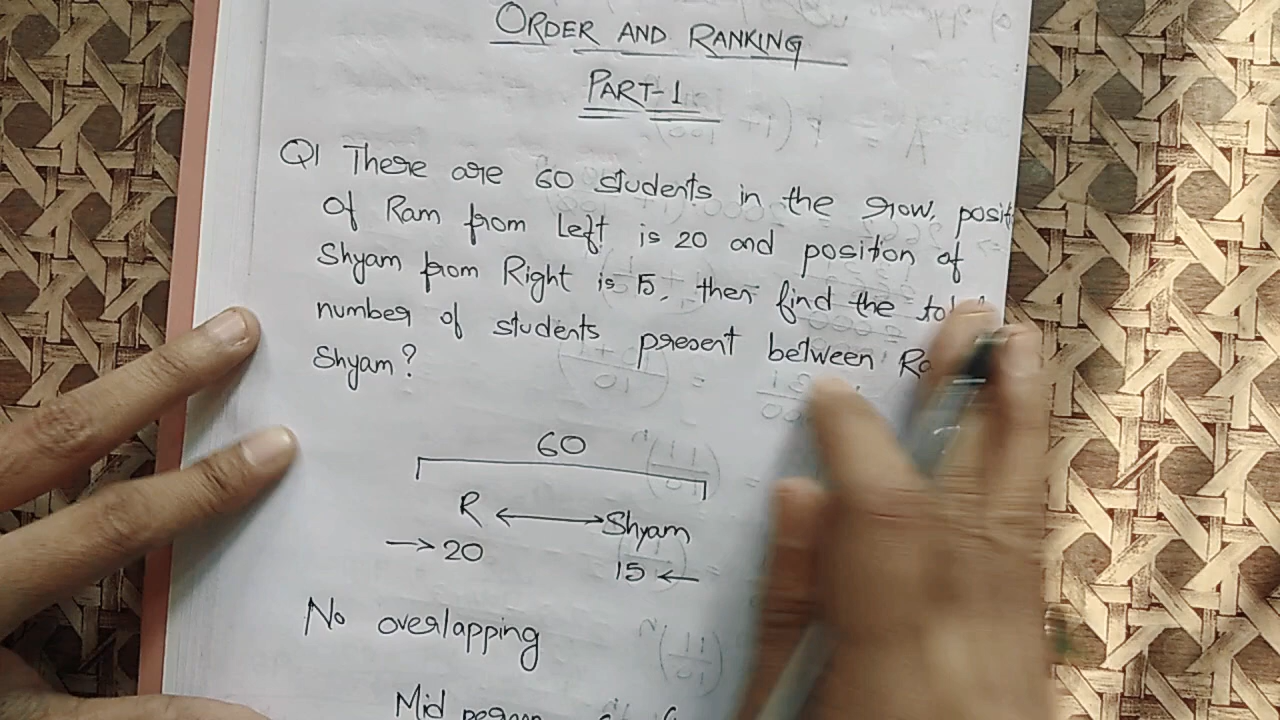 ORDER AND RANKING
PART-1
Q1 There are 60 students in the row, posit
of Ram from Left is 20 and position of
Shyam from Right is 15, then find the
number of students present between
Shyam?
60
R ⟷ Shyam
→ 20 15 ←
No overlapping
Mid